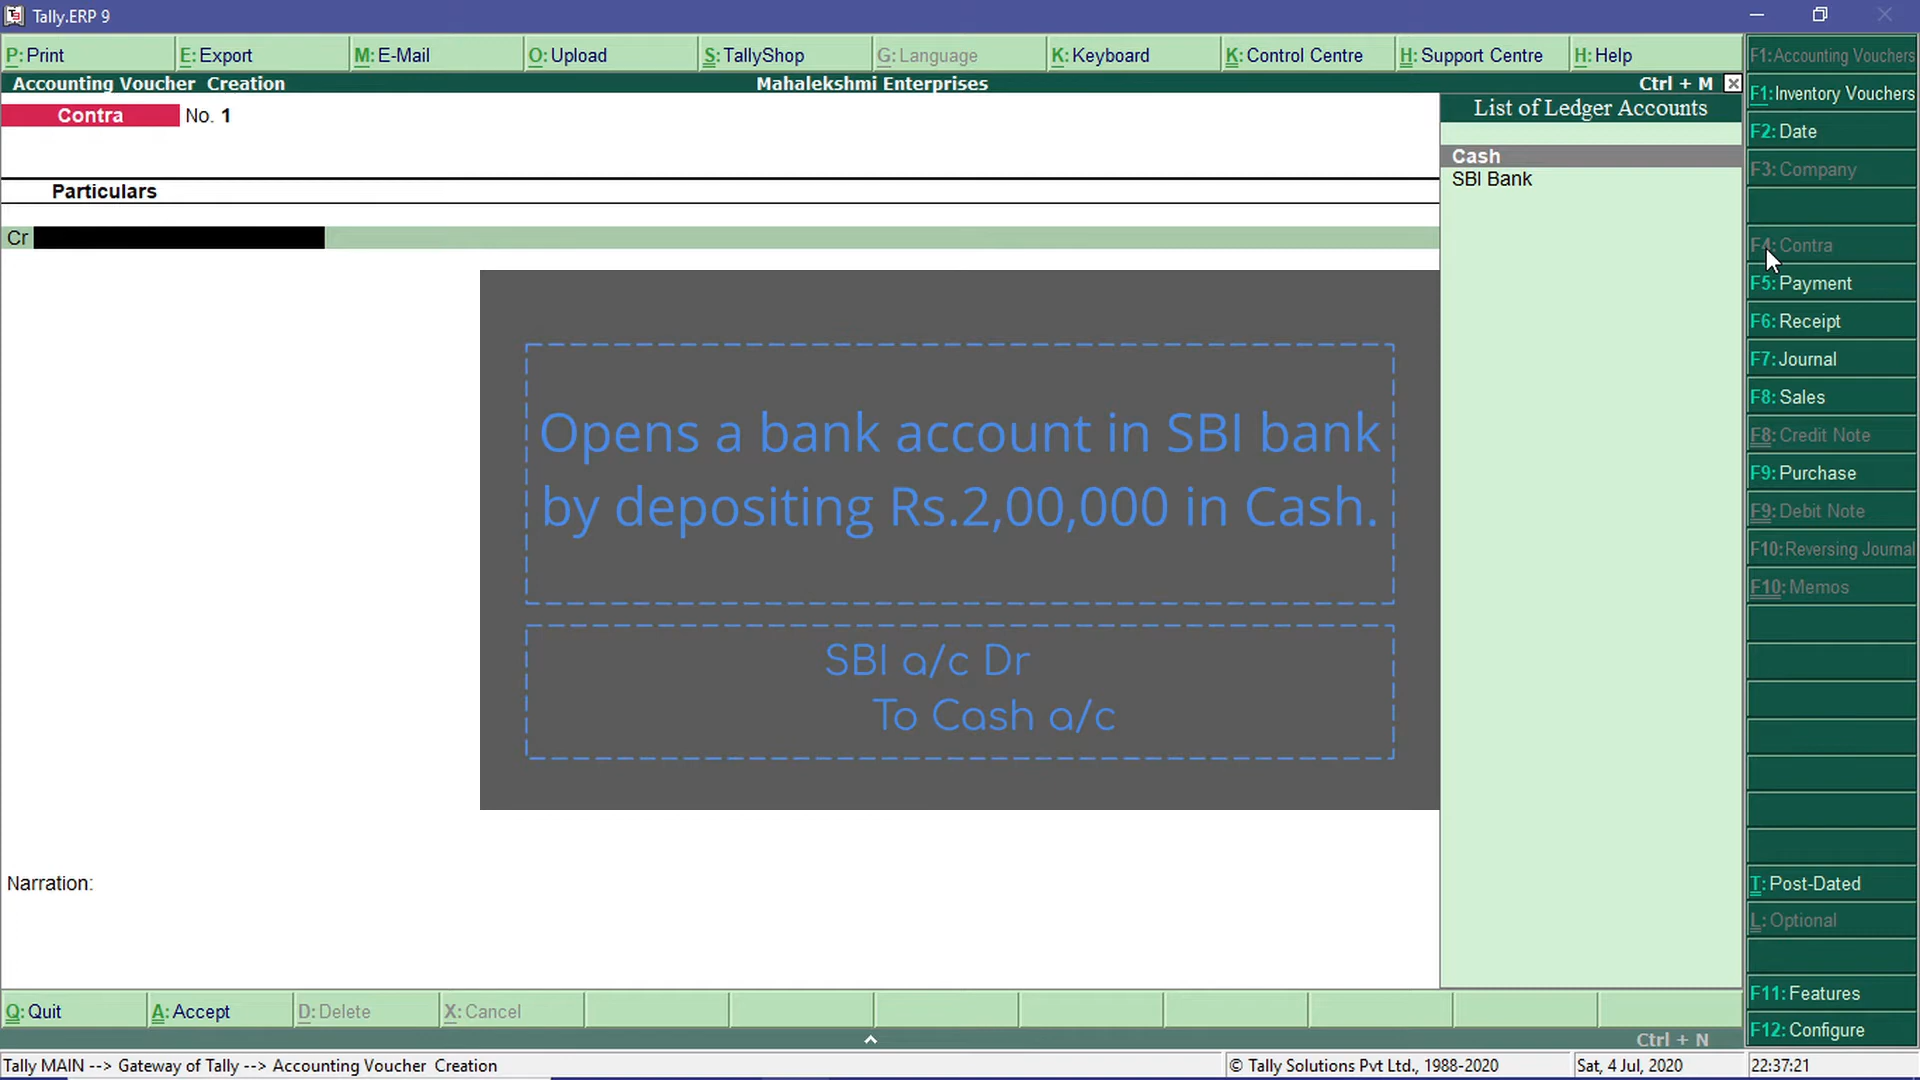 Tally.ERP 9
P: Print
E: Export
M: E-Mail
O: Upload
S: TallyShop
G: Language
K: Keyboard
K: Control Centre
H: Support Centre
H: Help
Accounting Voucher Creation
Mahalekshmi Enterprises
Ctrl + M
Contra No. 1
Particulars
Cr
List of Ledger Accounts
Cash
SBI Bank
Opens a bank account in SBI bank
by depositing Rs.2,00,000 in Cash.
SBI a/c Dr
To Cash a/c
Narration:
F1: Accounting Vouchers
F1: Inventory Vouchers
F2: Date
F3: Company
F4: Contra
F5: Payment
F6: Receipt
F7: Journal
F8: Sales
F8: Credit Note
F9: Purchase
F9: Debit Note
F10: Reversing Journal
F10: Memos
T: Post-Dated
L: Optional
F11: Features
F12: Configure
Q: Quit
A: Accept
D: Delete
X: Cancel
Ctrl + N
Tally MAIN --> Gateway of Tally --> Accounting Voucher Creation
© Tally Solutions Pvt Ltd., 1988-2020
Sat, 4 Jul, 2020
22:37:21